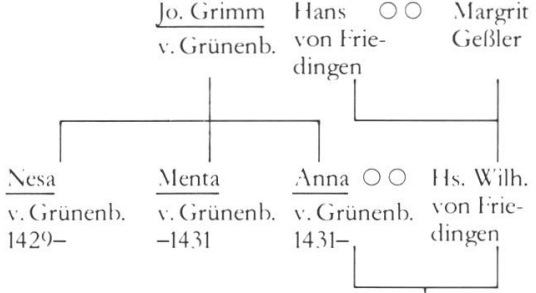 Jo. Grimm
v. Grünenb.
Hans ○○ Margrit
von Frie- Geßler
dingen
Nesa
v. Grünenb.
1429–
Menta
v. Grünenb.
–1431
Anna ○○ Hs. Wilh.
v. Grünenb. von Frie-
1431– dingen